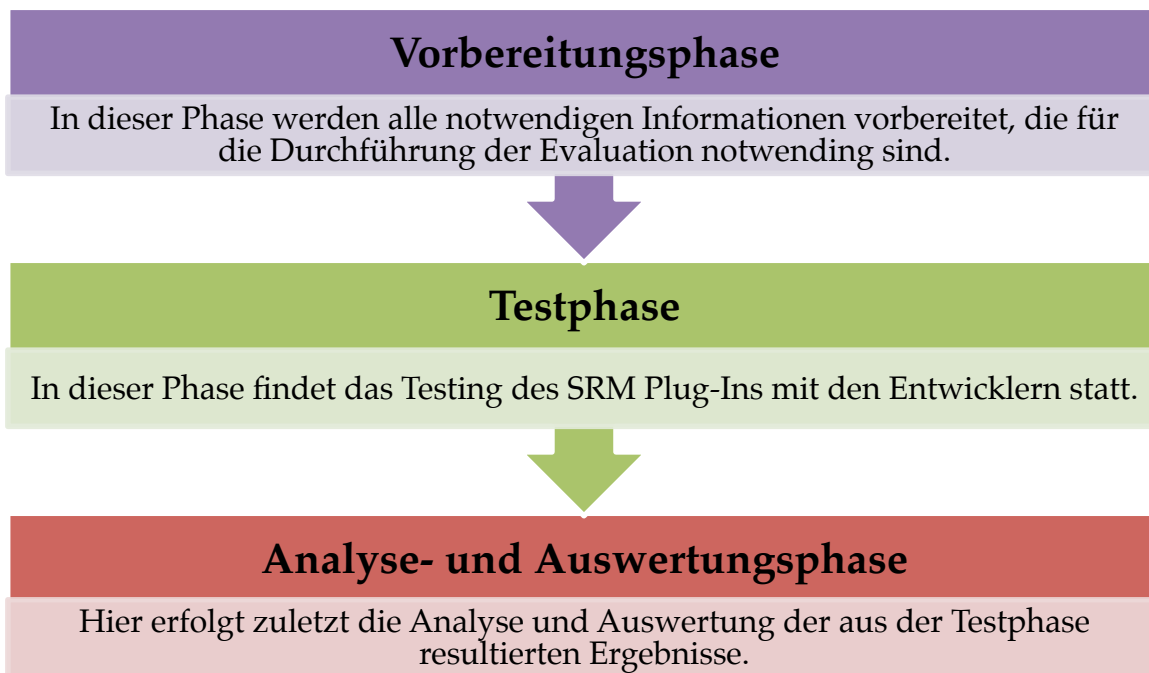 Vorbereitungsphase
In dieser Phase werden alle notwendigen Informationen vorbereitet, die für
die Durchführung der Evaluation notwending sind.
Testphase
In dieser Phase findet das Testing des SRM Plug-Ins mit den Entwicklern statt.
Analyse- und Auswertungsphase
Hier erfolgt zuletzt die Analyse und Auswertung der aus der Testphase
resultierten Ergebnisse.